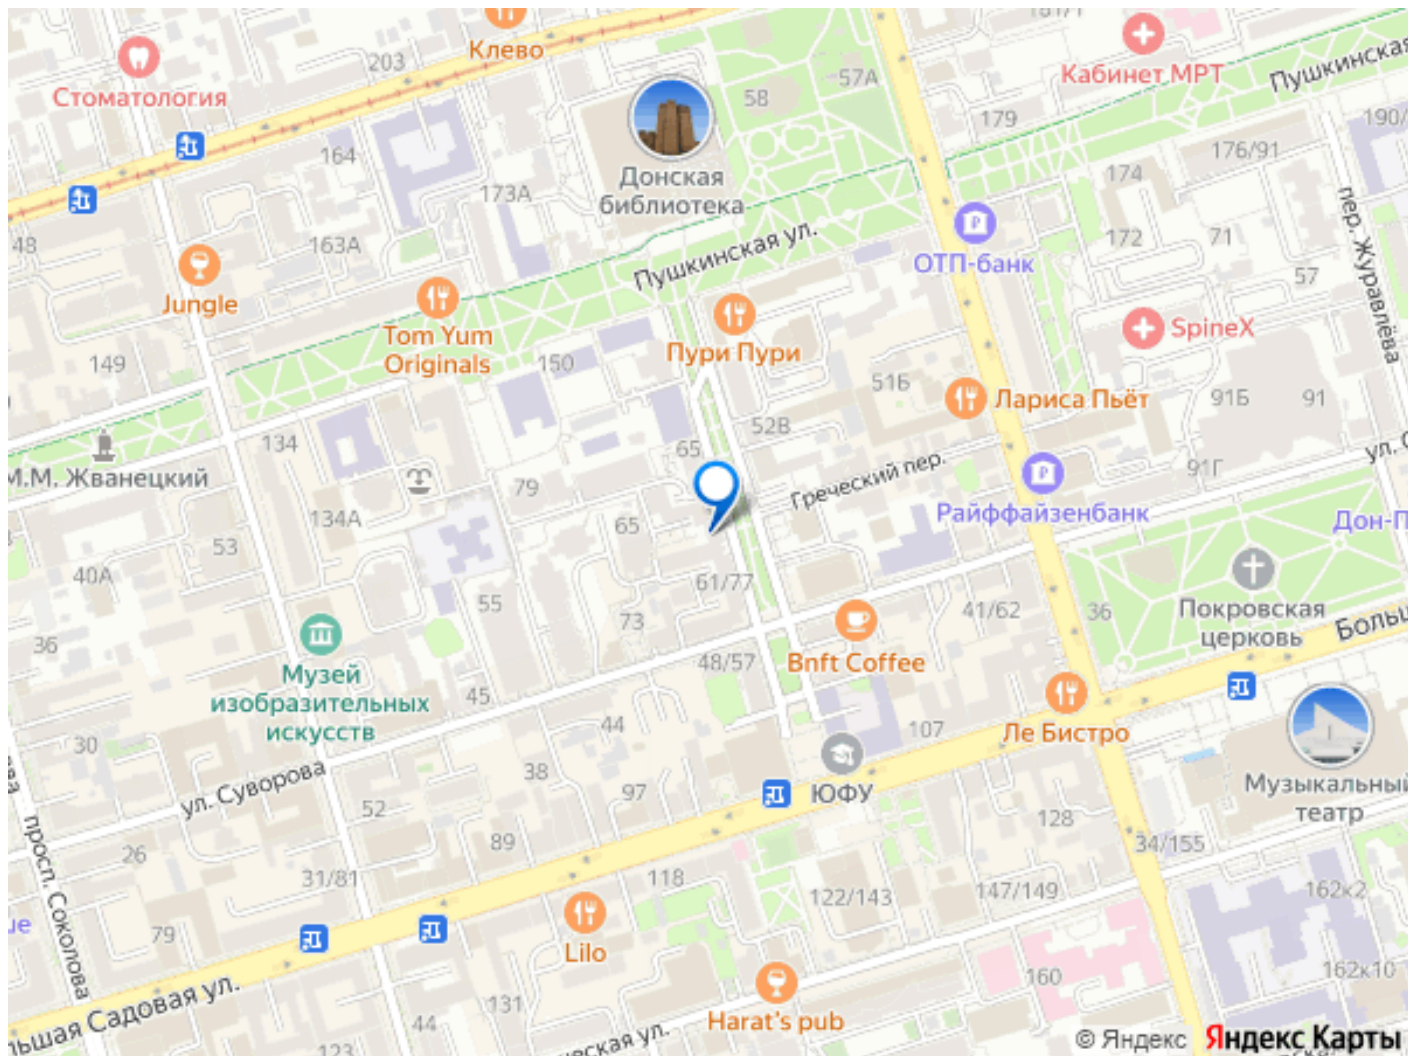 Клево
181/1
Стоматология
203
57А
58
Кабинет МРТ
Пушкинская
179
190/
164
176/91
Донская
библиотека
173А
174
пер. Журавлёва
48
163А
Пушкинская ул.
172
71
ОТП-банк
57
Jungle
Tom Yum
Originals
Пури Пури
SpineX
149
150
51Б
Лариса Пьёт
91Б
91
52В
134
65
М.М. Жванецкий
79
Греческий пер.
91Г
Райффайзенбанк
134А
65
Дон-П
53
40А
61/77
55
41/62
36
Покровская
церковь
36
73
Больш
Музей
изобразительных
искусств
48/57
Bnft Coffee
45
44
107
Ле Бистро
30
ул. Суворова
38
97
ЮФУ
Музыкальный
театр
52
просп. Соколова
128
34/155
26
89
31/81
118
122/143
147/149
162к2
79
Lilo
160
162к10
ьшая Садовая ул.
131
Harat's pub
44
123
ческая ул.
© Яндекс
Яндекс Карты